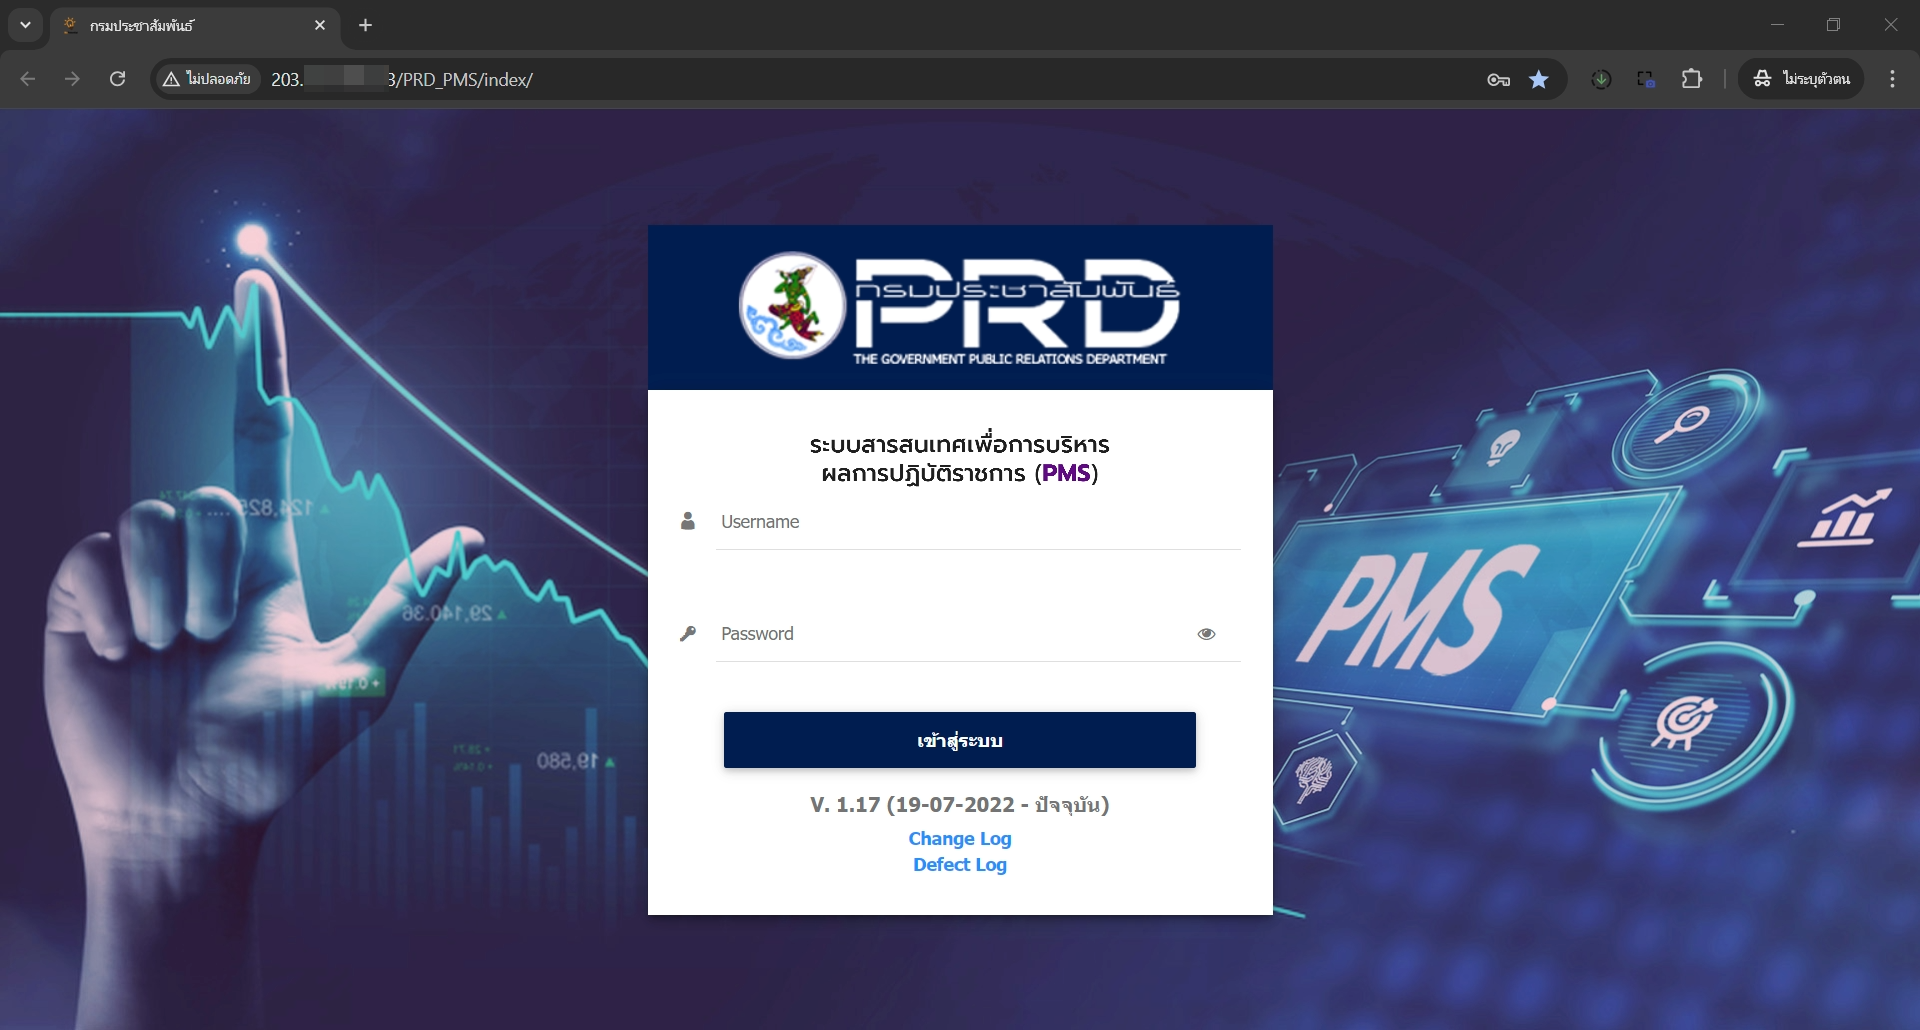 กรมประชาสัมพันธ์
ไม่ปลอดภัย
203.
3/PRD_PMS/index/
ไม่ระบุตัวตน
PRD
กรมประชาสัมพันธ์
THE GOVERNMENT PUBLIC RELATIONS DEPARTMENT
ระบบสารสนเทศเพื่อการบริหาร
ผลการปฏิบัติราชการ (PMS)
Username
Password
เข้าสู่ระบบ
V. 1.17 (19-07-2022 - ปัจจุบัน)
Change Log
Defect Log
PMS
124,825
29,140.36
19,580